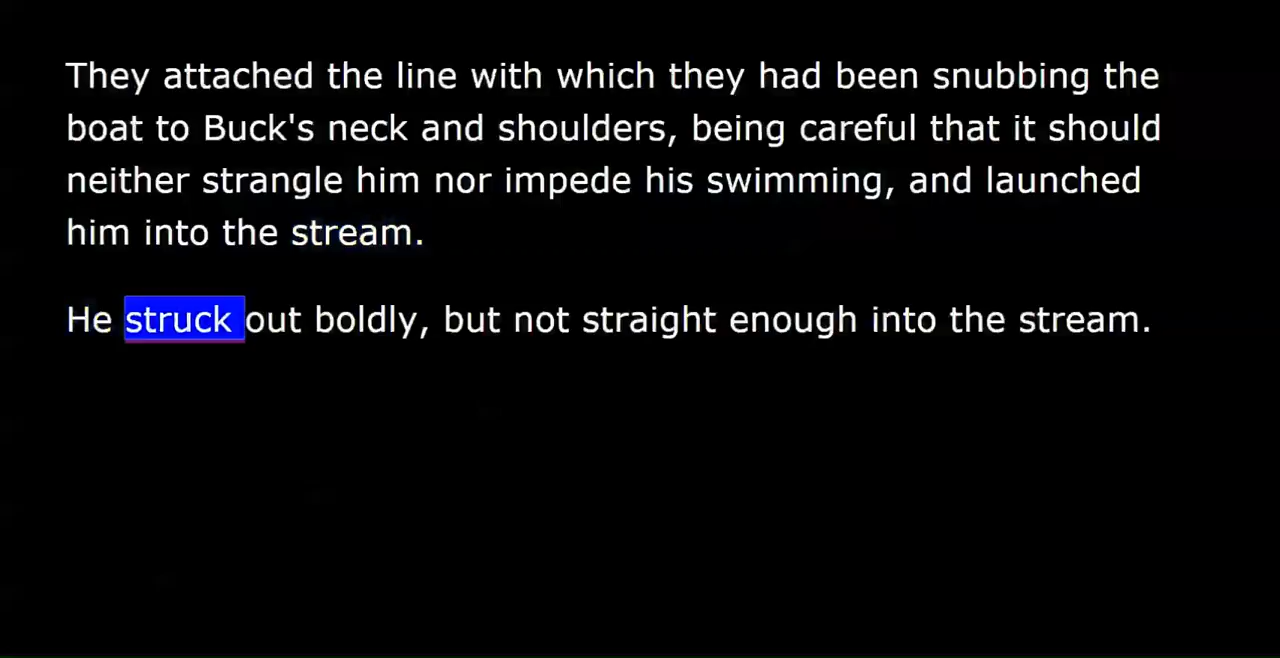 They attached the line with which they had been snubbing the
boat to Buck's neck and shoulders, being careful that it should
neither strangle him nor impede his swimming, and launched
him into the stream.
He struck out boldly, but not straight enough into the stream.